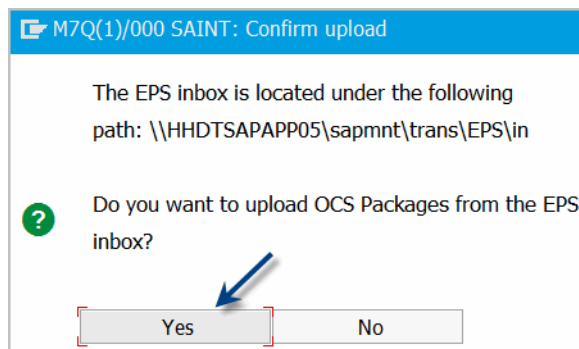 M7Q(1)/000 SAINT: Confirm upload
The EPS inbox is located under the following
path: \\HHDTSAPAPP05\sapmnt\trans\EPS\in
Do you want to upload OCS Packages from the EPS
inbox?
Yes No